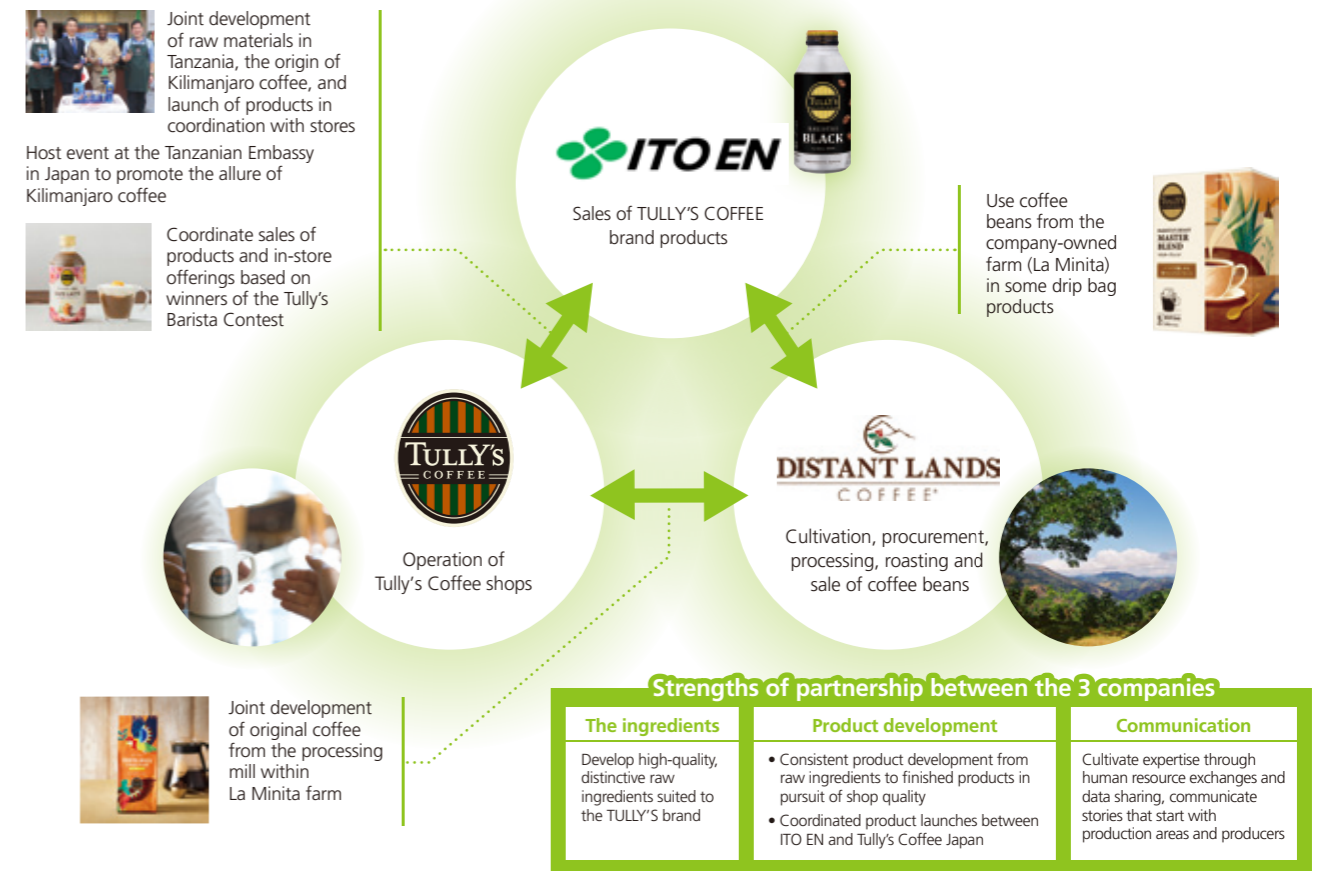 Joint development
of raw materials in
Tanzania, the origin of
Kilimanjaro coffee, and
launch of products in
coordination with stores
Host event at the Tanzanian Embassy
in Japan to promote the allure of
Kilimanjaro coffee
Coordinate sales of
products and in-store
offerings based on
winners of the Tully's
Barista Contest
ITO EN
Sales of TULLY'S COFFEE
brand products
TULLY'S
BLACK
Use coffee
beans from the
company-owned
farm (La Minita)
in some drip bag
products
TULLY'S
MASTER
BLEND
TULLY'S
COFFEE
Operation of
Tully's Coffee shops
DISTANT LANDS
COFFEE
Cultivation, procurement,
processing, roasting and
sale of coffee beans
Joint development
of original coffee
from the processing
mill within
La Minita farm
Strengths of partnership between the 3 companies
The ingredients
Develop high-quality,
distinctive raw
ingredients suited to
the TULLY'S brand
Product development
• Consistent product development from
raw ingredients to finished products in
pursuit of shop quality
• Coordinated product launches between
ITO EN and Tully's Coffee Japan
Communication
Cultivate expertise through
human resource exchanges and
data sharing, communicate
stories that start with
production areas and producers